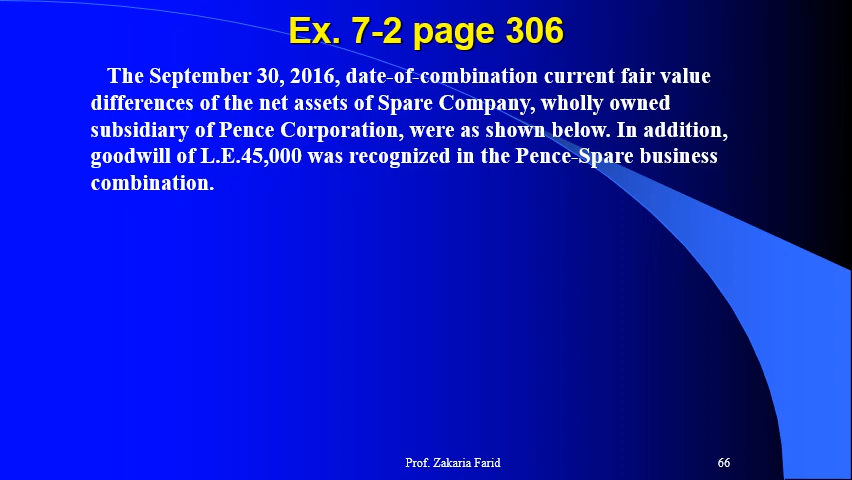 Ex. 7-2 page 306
The September 30, 2016, date-of-combination current fair value
differences of the net assets of Spare Company, wholly owned
subsidiary of Pence Corporation, were as shown below. In addition,
goodwill of L.E.45,000 was recognized in the Pence-Spare business
combination.
Prof. Zakaria Farid
66